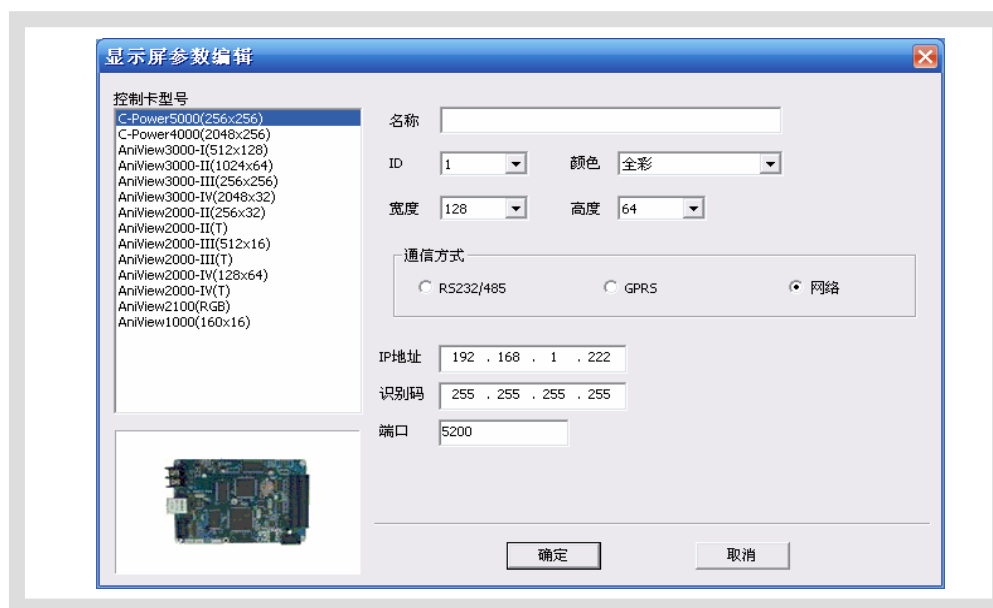 显示屏参数编辑
控制卡型号
C-Power5000(256x256)
C-Power4000(2048x256)
AniView3000-I(512x128)
AniView3000-II(1024x64)
AniView3000-III(256x256)
AniView3000-IV(2048x32)
AniView2000-II(256x32)
AniView2000-II(T)
AniView2000-III(512x16)
AniView2000-III(T)
AniView2000-IV(128x64)
AniView2000-IV(T)
AniView2100(RGB)
AniView1000(160x16)
名称
ID 1 颜色 全彩
宽度 128 高度 64
通信方式
RS232/485 GPRS 网络
IP地址 192 . 168 . 1 . 222
识别码 255 . 255 . 255 . 255
端口 5200
确定 取消